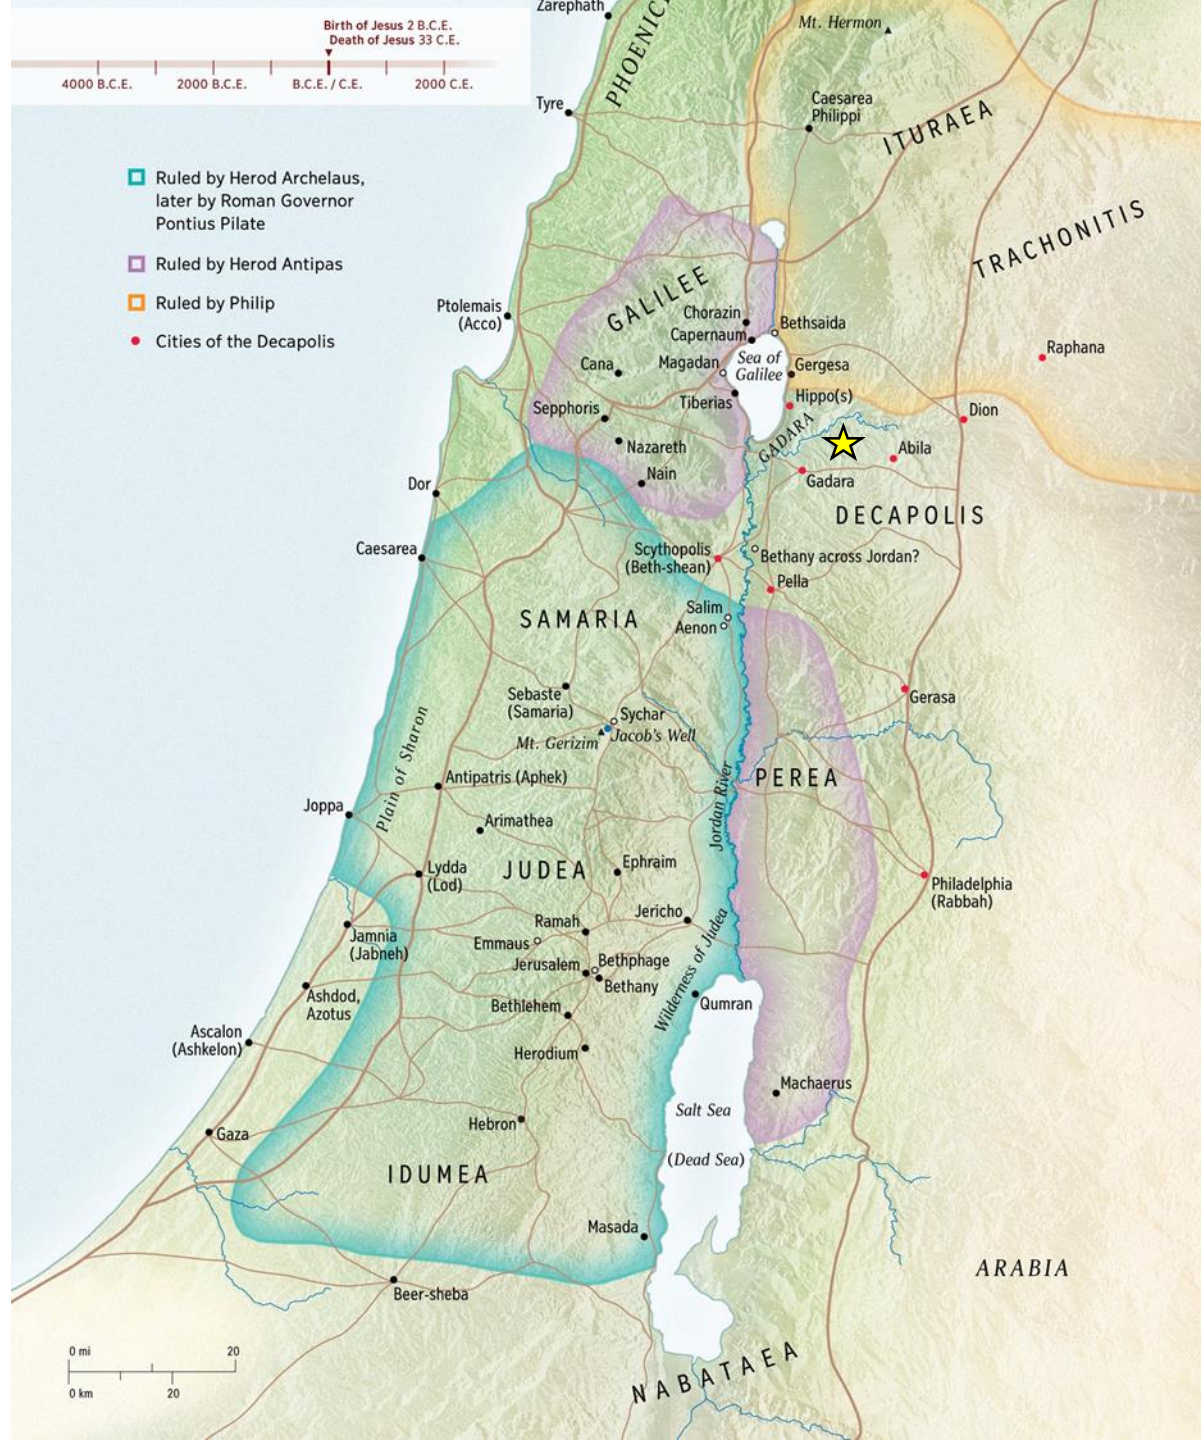 Zarephath
Birth of Jesus 2 B.C.E.
Death of Jesus 33 C.E.
4000 B.C.E.
2000 B.C.E.
B.C.E. / C.E.
2000 C.E.
Mt. Hermon
Tyre
Caesarea
Philippi
ITURAEA
Ruled by Herod Archelaus,
later by Roman Governor
Pontius Pilate
Ruled by Herod Antipas
Ruled by Philip
Cities of the Decapolis
TRACHONITIS
GALILEE
Ptolemais
(Acco)
Chorazin
Capernaum
Bethsaida
Cana
Magadan
Sea of
Galilee
Gergesa
Raphana
Tiberias
Hippo(s)
Sepphoris
Dion
GADARA
Nazareth
Abila
Nain
Gadara
Dor
DECAPOLIS
Caesarea
Scythopolis
(Beth-shean)
Bethany across Jordan?
Pella
SAMARIA
Salim
Aenon
Sebaste
(Samaria)
Gerasa
Sychar
Jacob's Well
Mt. Gerizim
Plain of Sharon
Antipatris (Aphek)
PEREA
Jordan River
Joppa
Arimathea
JUDEA
Ephraim
Lydda
(Lod)
Philadelphia
(Rabbah)
Jericho
Ramah
Jamnia
(Jabneh)
Emmaus
Wilderness of Judea
Jerusalem
Bethphage
Bethany
Qumran
Ashdod,
Azotus
Bethlehem
Ascalon
(Ashkelon)
Herodium
Machaerus
Salt Sea
(Dead Sea)
Hebron
Gaza
IDUMEA
Masada
ARABIA
Beer-sheba
0 mi
20
0 km
20
NABATAEA